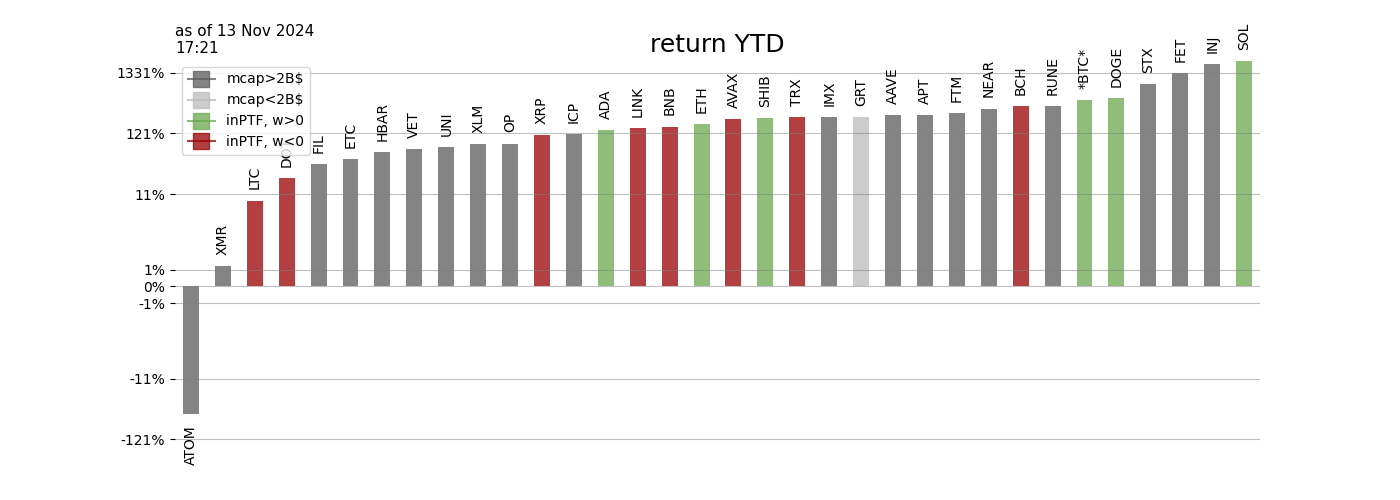 as of 13 Nov 2024
17:21
return YTD
mcap>2B$
mcap<2B$
inPTF, w>0
inPTF, w<0
1331%
121%
11%
1%
0%
-1%
-11%
-121%
ATOM
XMR
LTC
FIL
ETC
HBAR
VET
UNI
XLM
OP
XRP
ICP
ADA
LINK
BNB
ETH
AVAX
SHIB
TRX
IMX
GRT
AAVE
APT
FTM
NEAR
BCH
RUNE
*BTC*
DOGE
STX
FET
INJ
SOL